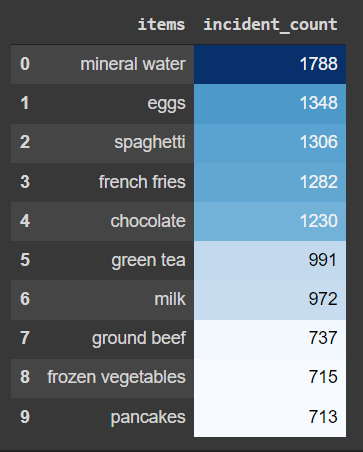 items incident_count
0 mineral water 1788
1 eggs 1348
2 spaghetti 1306
3 french fries 1282
4 chocolate 1230
5 green tea 991
6 milk 972
7 ground beef 737
8 frozen vegetables 715
9 pancakes 713